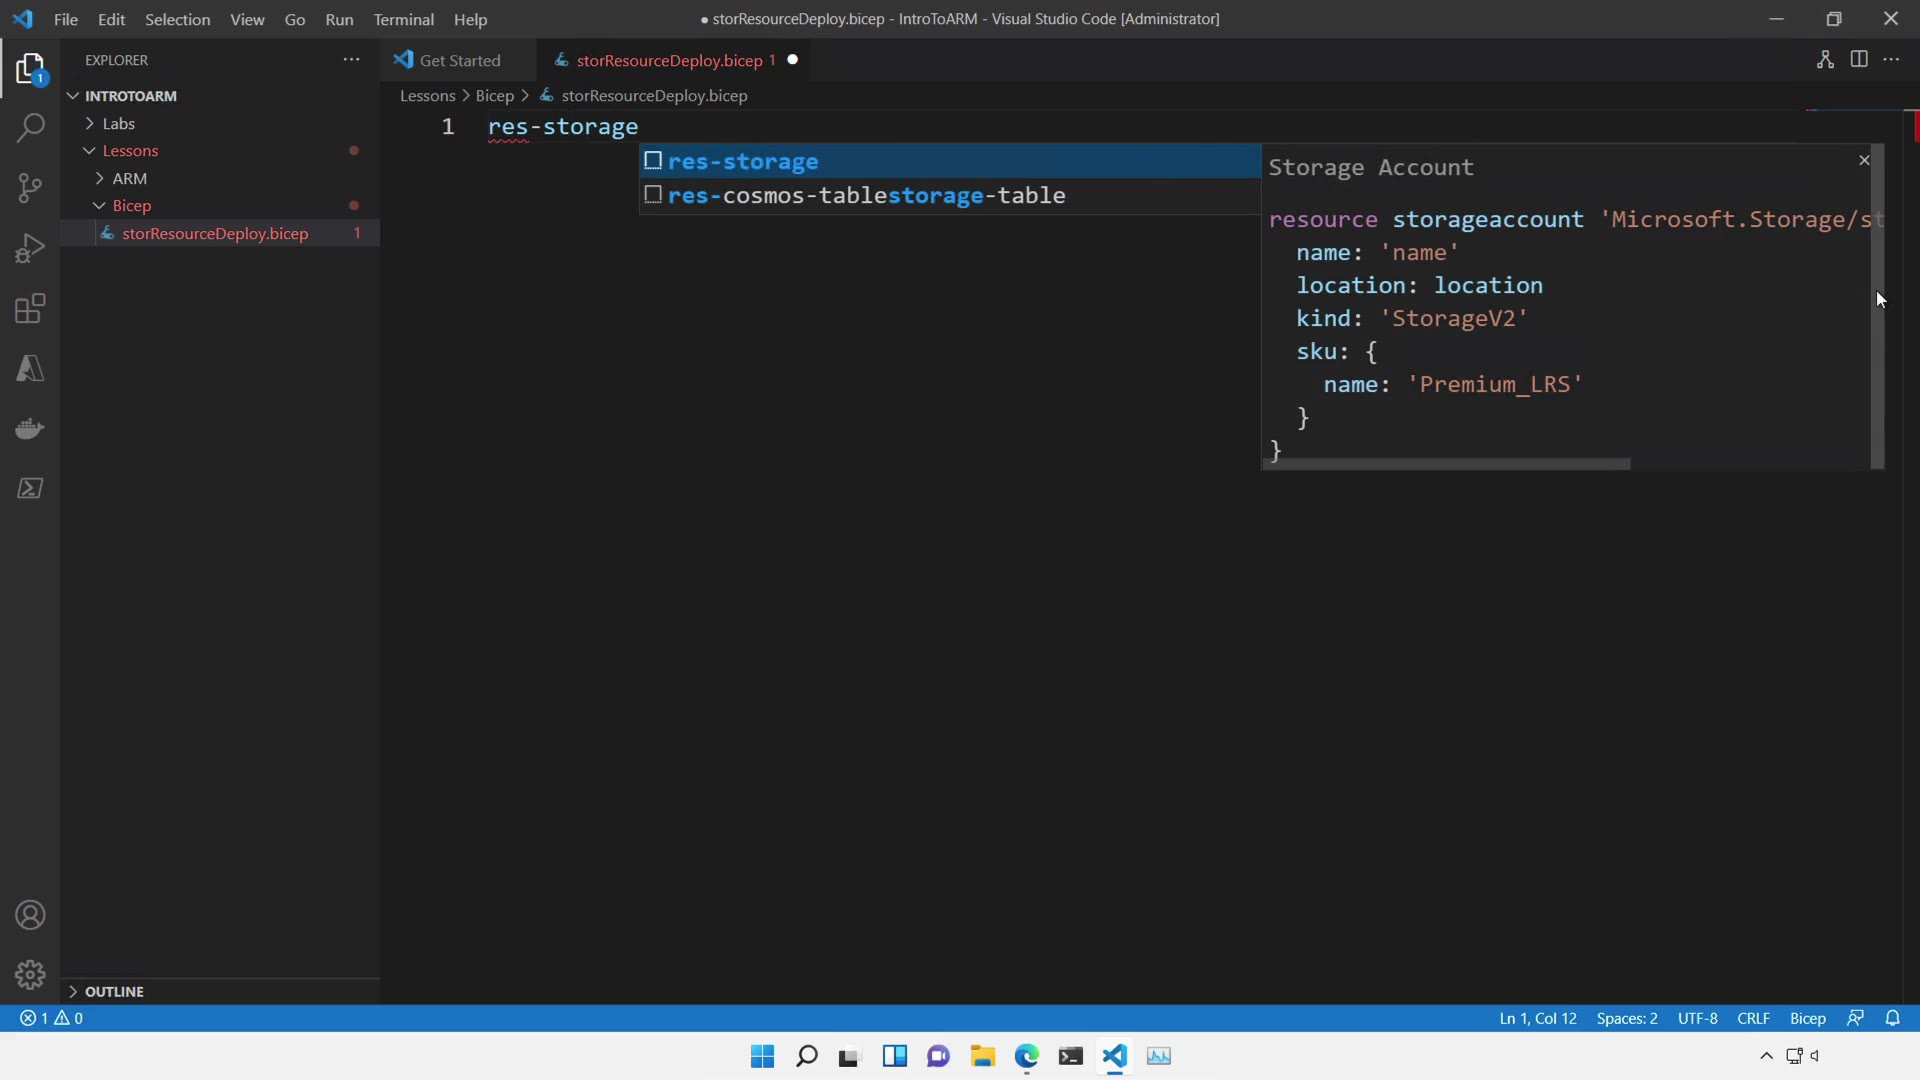 File Edit Selection View Go Run Terminal Help
● storResourceDeploy.bicep - IntroToARM - Visual Studio Code [Administrator]
EXPLORER
Get Started
storResourceDeploy.bicep 1
1
INTROTOARM
Labs
Lessons
ARM
Bicep
storResourceDeploy.bicep 1
OUTLINE
Lessons > Bicep > storResourceDeploy.bicep
1 res-storage
res-storage
res-cosmos-tablestorage-table
Storage Account
resource storageaccount 'Microsoft.Storage/st
name: 'name'
location: location
kind: 'StorageV2'
sku: {
name: 'Premium_LRS'
}
}
1 0
Ln 1, Col 12 Spaces: 2 UTF-8 CRLF Bicep